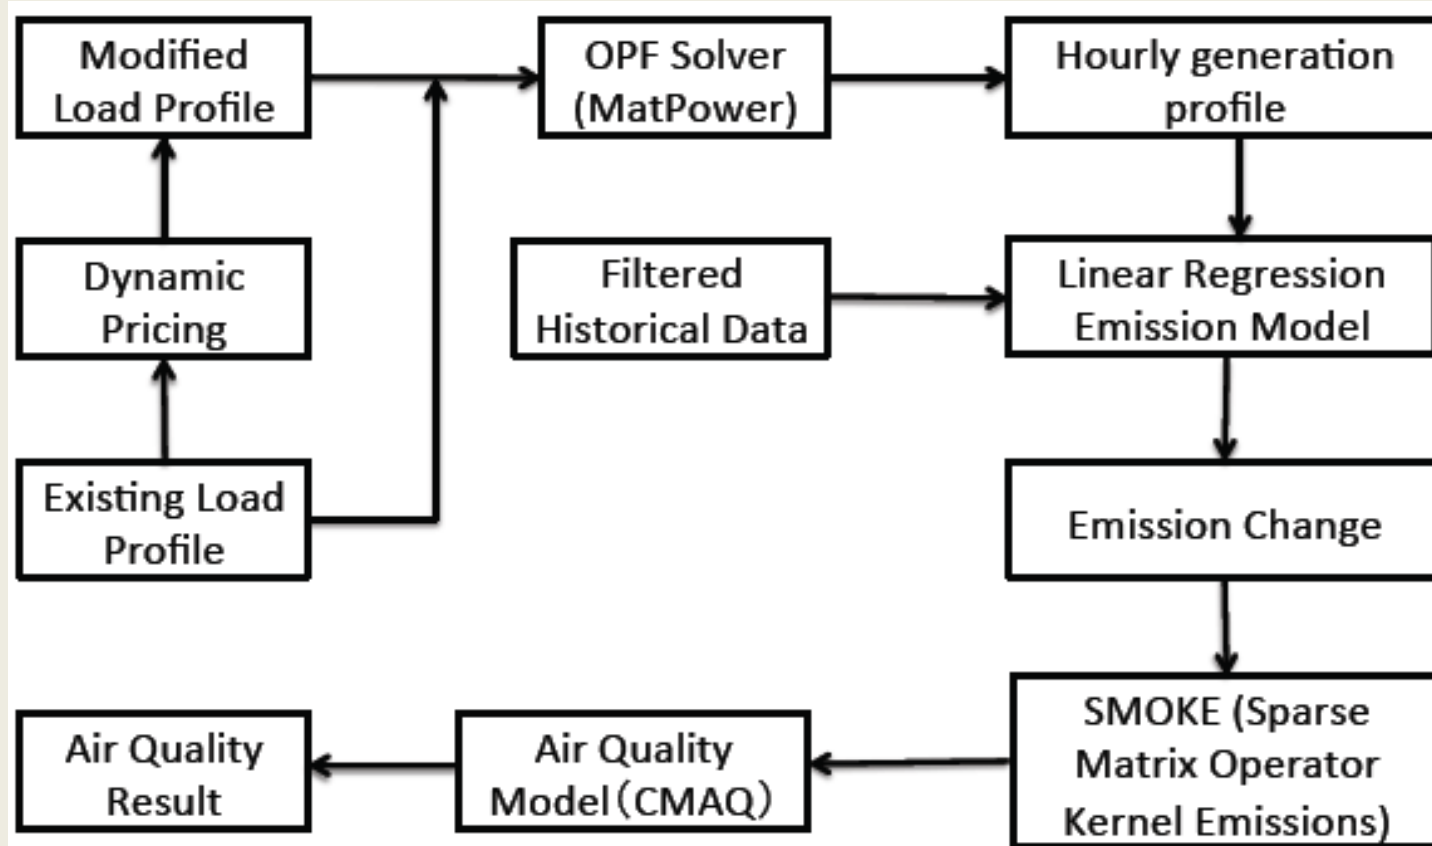 Modified
Load Profile
OPF Solver
(MatPower)
Hourly generation
profile
Dynamic
Pricing
Filtered
Historical Data
Linear Regression
Emission Model
Existing Load
Profile
Emission Change
Air Quality
Result
Air Quality
Model（CMAQ）
SMOKE (Sparse
Matrix Operator
Kernel Emissions)